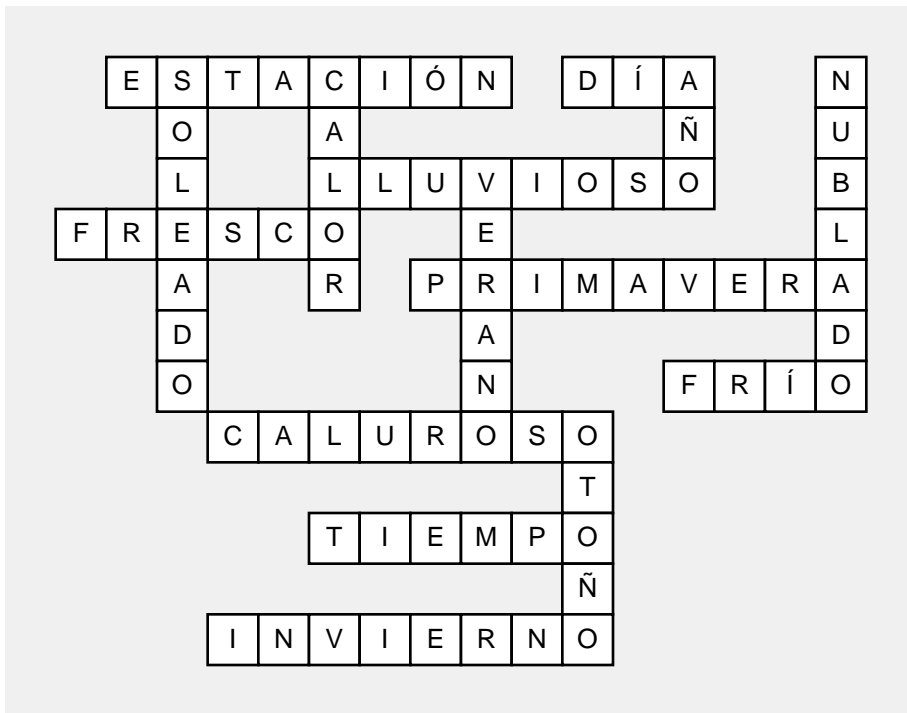 ESTACIÓN DÍA N
O A Ñ U
L LLUVIOSO B
FRESCO E L
A R PRIMAVERA
D A D
O N FRÍO
CALUROSO
T
TIEMPO
Ñ
INVIERNO